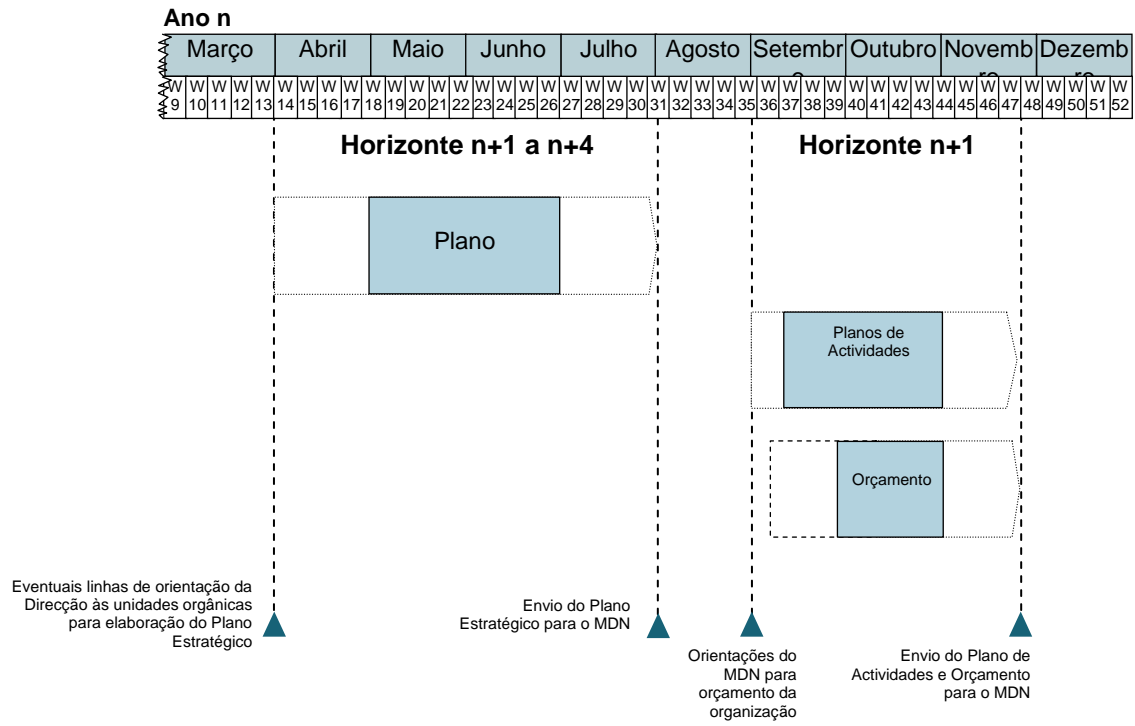 Ano n
Março Abril Maio Junho Julho Agosto Setembr Outubro Novemb Dezemb
W W W W W W W W W W W W W W W W W W W W W W W W W W W W W W W W W W W W W W W W W W W W
9 10 11 12 13 14 15 16 17 18 19 20 21 22 23 24 25 26 27 28 29 30 31 32 33 34 35 36 37 38 39 40 41 42 43 44 45 46 47 48 49 50 51 52
Horizonte n+1 a n+4 Horizonte n+1
Plano
Planos de
Actividades
Orçamento
Eventuais linhas de orientação da
Direcção às unidades orgânicas
para elaboração do Plano
Estratégico
Envio do Plano
Estratégico para o MDN
Orientações do
MDN para
orçamento da
organização
Envio do Plano de
Actividades e Orçamento
para o MDN